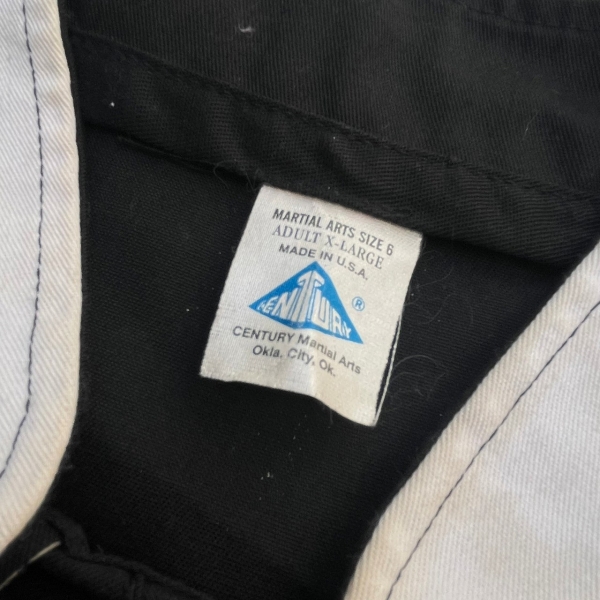 MARTIAL ARTS SIZE 6
ADULT X-LARGE
MADE IN U.S.A.
CENTURY ®
CENTURY Martial Arts
Okla. City, Ok.